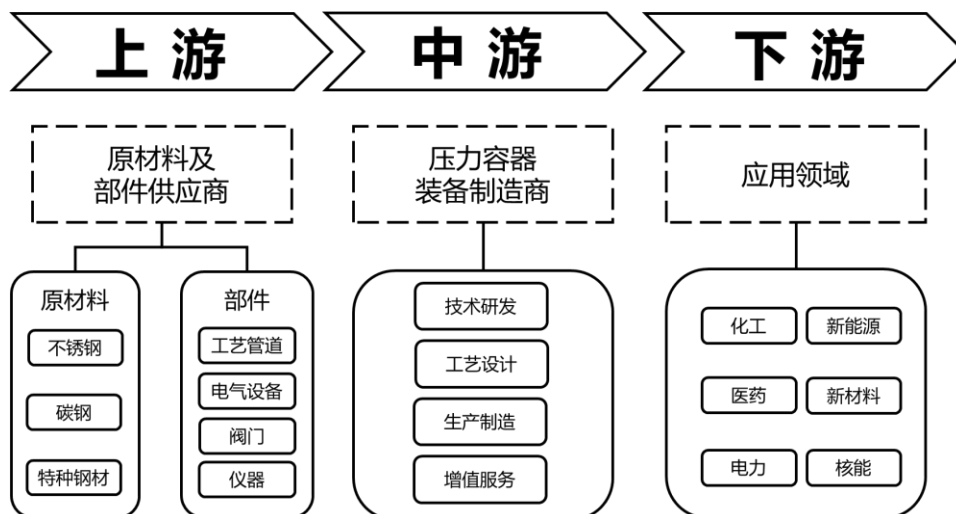 上游
中游
下游
原材料及
部件供应商
压力容器
装备制造商
应用领域
原材料
不锈钢
碳钢
特种钢材
部件
工艺管道
电气设备
阀门
仪器
技术研发
工艺设计
生产制造
增值服务
化工
新能源
医药
新材料
电力
核能